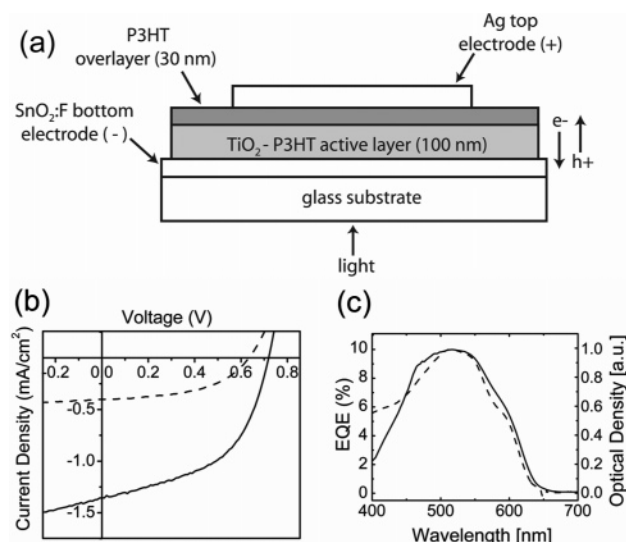 (a)
P3HT
overlayer (30 nm)
Ag top
electrode (+)
SnO₂:F bottom
electrode (-)
e-
h+
TiO₂ - P3HT active layer (100 nm)
glass substrate
light
(b)
Voltage (V)
-0.2 0.0 0.2 0.4 0.6 0.8
-0.5
-1.0
-1.5
Current Density (mA/cm²)
(c)
10
8
6
4
2
0
EQE (%)
1.0
0.8
0.6
0.4
0.2
0.0
Optical Density [a.u.]
400 500 600 700
Wavelength [nm]